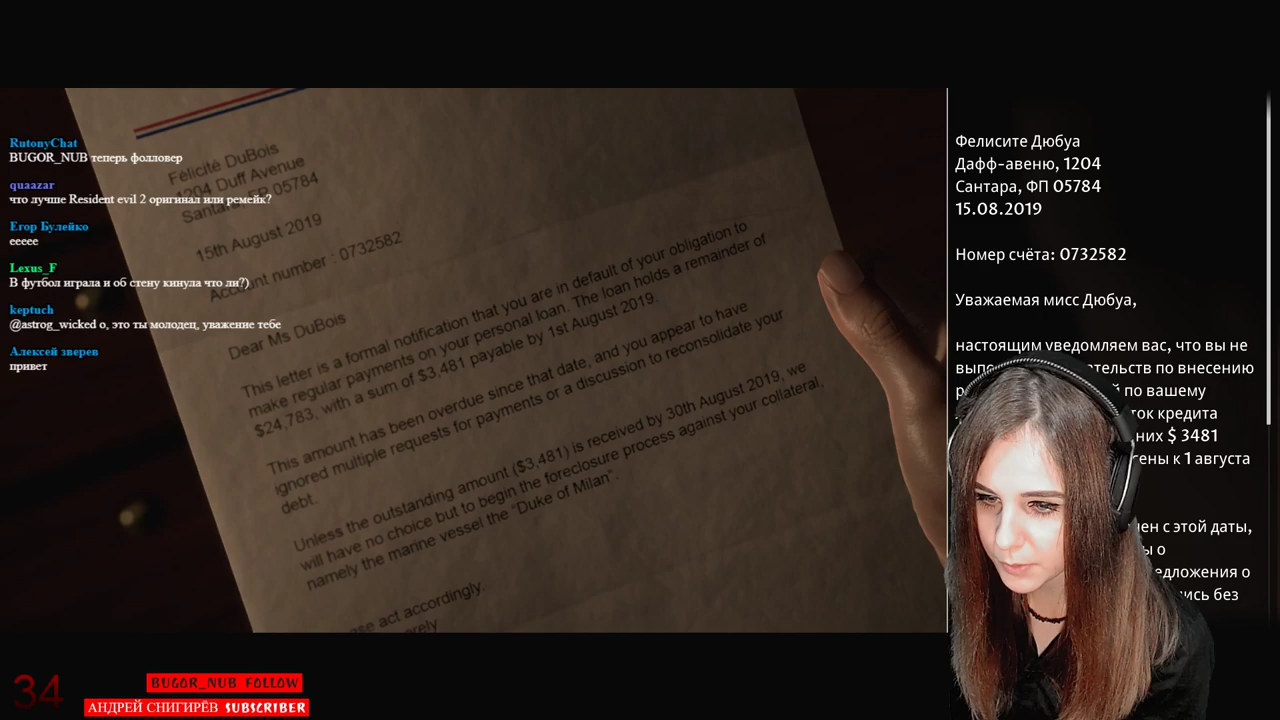 RutonyChat
BUGOR_NUB теперь фолловер
quaazar
что лучше Resident evil 2 оригинал или ремейк?
Егор Булейко
ееeee
Lexus_F
В футбол играла и об стену кинула что ли?)
keptuch
@astrog_wicked о, это ты молодец, уважение тебе
Алексей зверев
привет
Félicité DuBois
1204 Duff Avenue
05784
15th August 2019
Account number : 0732582
Dear Ms DuBois
This letter is a formal notification that you are in default of your obligation to
make regular payments on your personal loan. The loan holds a remainder of
$24,783, with a sum of $3,481 payable by 1st August 2019.
This amount has been overdue since that date, and you appear to have
ignored multiple requests for payments or a discussion to reconsolidate your
debt.
Unless the outstanding amount ($3,481) is received by 30th August 2019, we
will have no choice but to begin the foreclosure process against your collateral,
namely the marine vessel the "Duke of Milan".
act accordingly.
Фелисите Дюбуа
Дафф-авеню, 1204
Сантара, ФП 05784
15.08.2019
Номер счёта: 0732582
Уважаемая мисс Дюбуа,
настоящим уведомляем вас, что вы не
по внесению
по вашему
кредита
них $ 3481
к 1 августа
с этой даты,
о
о
без
34
BUGOR_NUB FOLLOW
АНДРЕЙ СНИГИРЁВ SUBSCRIBER